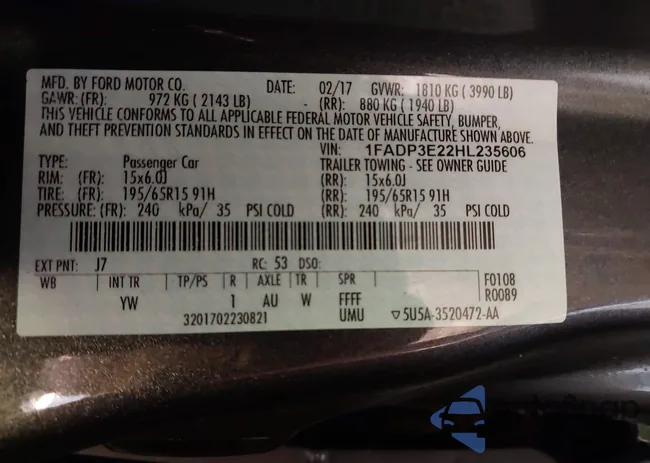 MFD. BY FORD MOTOR CO. DATE: 02/17 GVWR: 1810 KG ( 3990 LB)
GAWR: (FR): 972 KG ( 2143 LB) - (RR): 880 KG ( 1940 LB)
THIS VEHICLE CONFORMS TO ALL APPLICABLE FEDERAL MOTOR VEHICLE SAFETY, BUMPER,
AND THEFT PREVENTION STANDARDS IN EFFECT ON THE DATE OF MANUFACTURE SHOWN ABOVE.
VIN: 1FADP3E22HL235606
TYPE: Passenger Car TRAILER TOWING - SEE OWNER GUIDE
RIM: (FR): 15x6.0J (RR): 15x6.0J
TIRE: (FR): 195/65R15 91H (RR): 195/65R15 91H
PRESSURE: (FR): 240 kPa/ 35 PSI COLD (RR): 240 kPa/ 35 PSI COLD
EXT PNT: J7 RC: 53 DSO:
WB INT TR TP/PS R AXLE TR SPR F0108
YW 1 AU W FFFF R0089
3201702230821 UMU ▽5U5A-3520472-AA